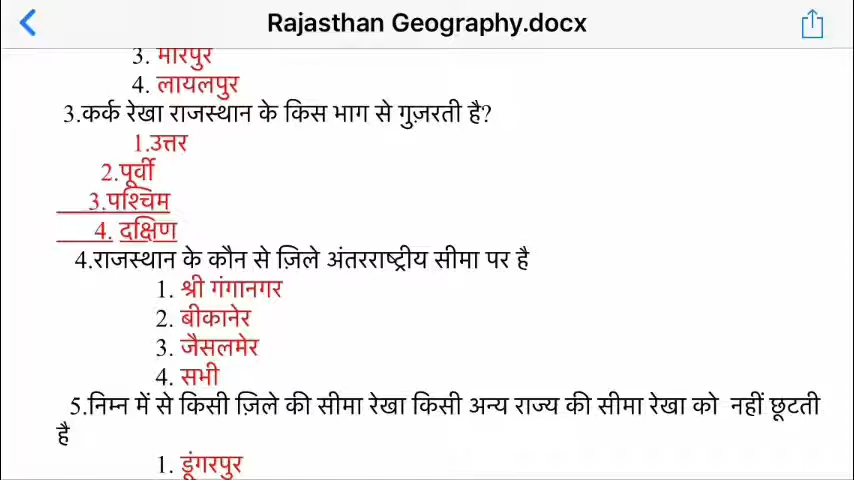 Rajasthan Geography.docx
3. मारपुर
4. लायलपुर
3.कर्क रेखा राजस्थान के किस भाग से गुज़रती है?
1.उत्तर
2.पूर्वी
3.पश्चिम
4. दक्षिण
4.राजस्थान के कौन से ज़िले अंतरराष्ट्रीय सीमा पर है
1. श्री गंगानगर
2. बीकानेर
3. जैसलमेर
4. सभी
5.निम्न में से किसी ज़िले की सीमा रेखा किसी अन्य राज्य की सीमा रेखा को नहीं छूटती
है
1. डूंगरपुर